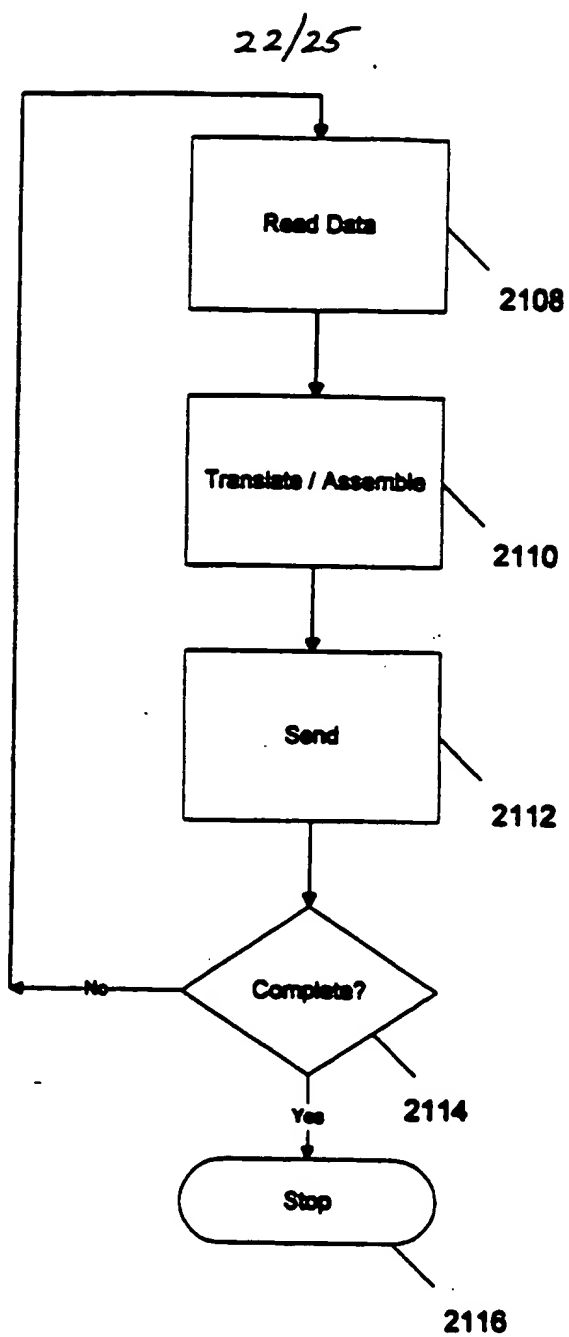 22/25
Read Data
2108
Translate / Assemble
2110
Send
2112
Complete?
No
2114
Yes
Stop
2116